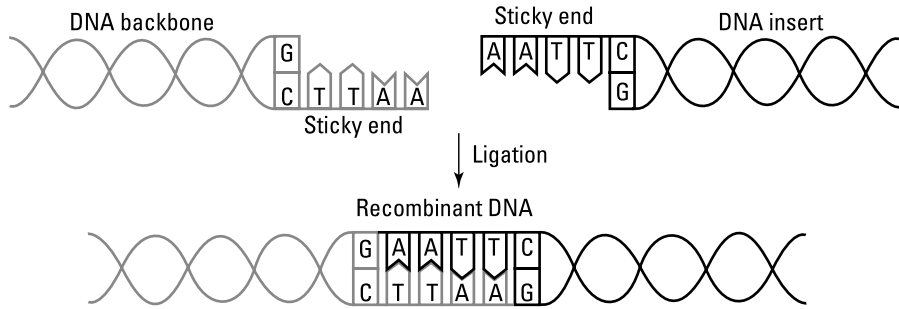 DNA backbone
Sticky end
DNA insert
G
C T T A A
Sticky end
A A T T C
G
Ligation
Recombinant DNA
G A A T T C
C T T A A G